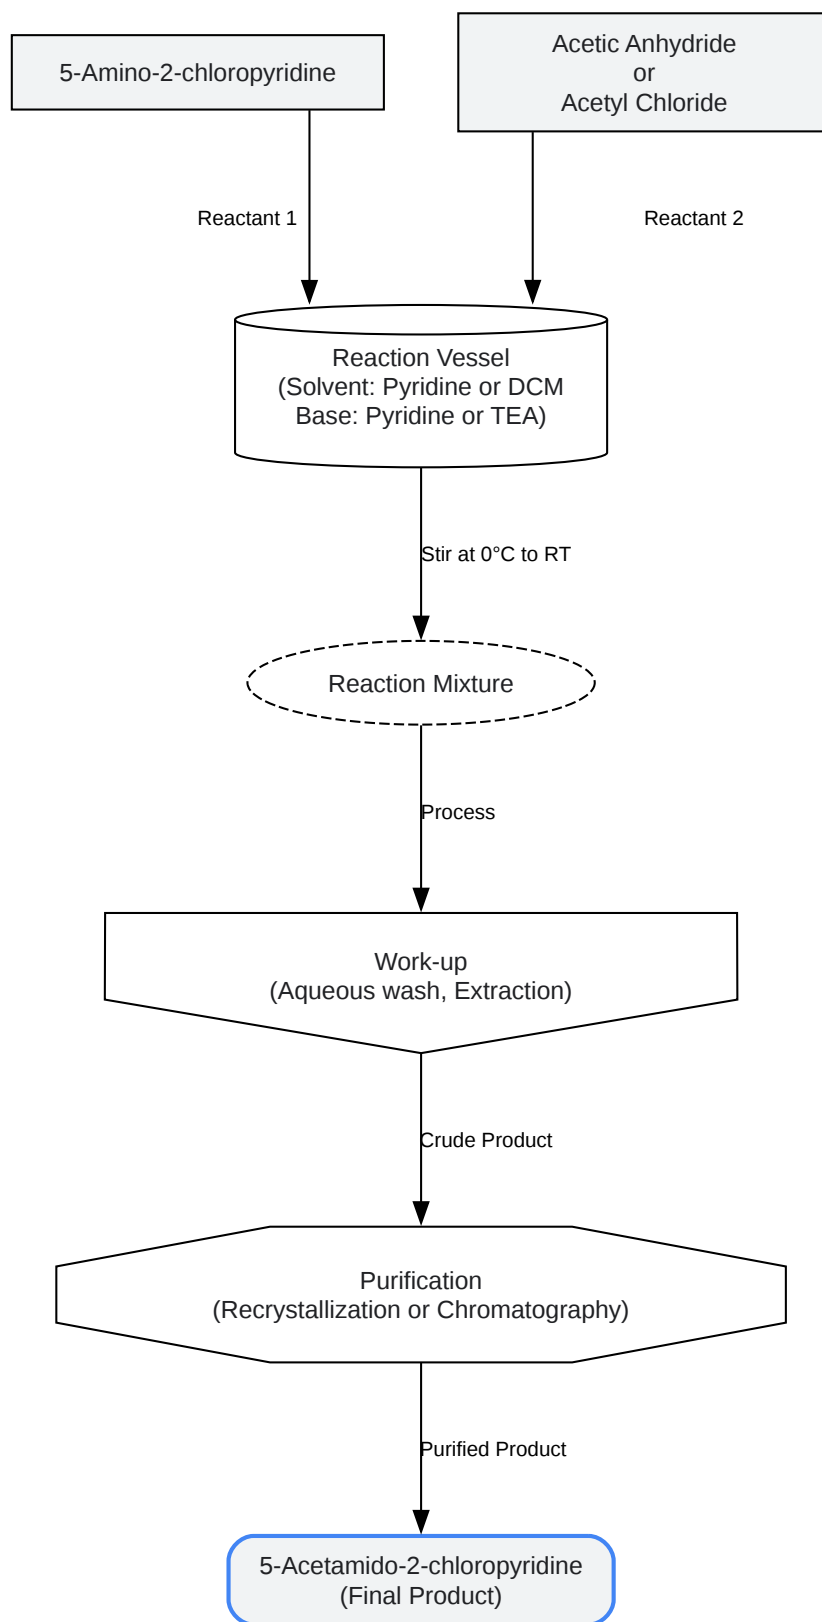 5-Amino-2-chloropyridine
Acetic Anhydride
or
Acetyl Chloride
Reactant 1
Reactant 2
Reaction Vessel
(Solvent: Pyridine or DCM
Base: Pyridine or TEA)
Stir at 0°C to RT
Reaction Mixture
Process
Work-up
(Aqueous wash, Extraction)
Crude Product
Purification
(Recrystallization or Chromatography)
Purified Product
5-Acetamido-2-chloropyridine
(Final Product)